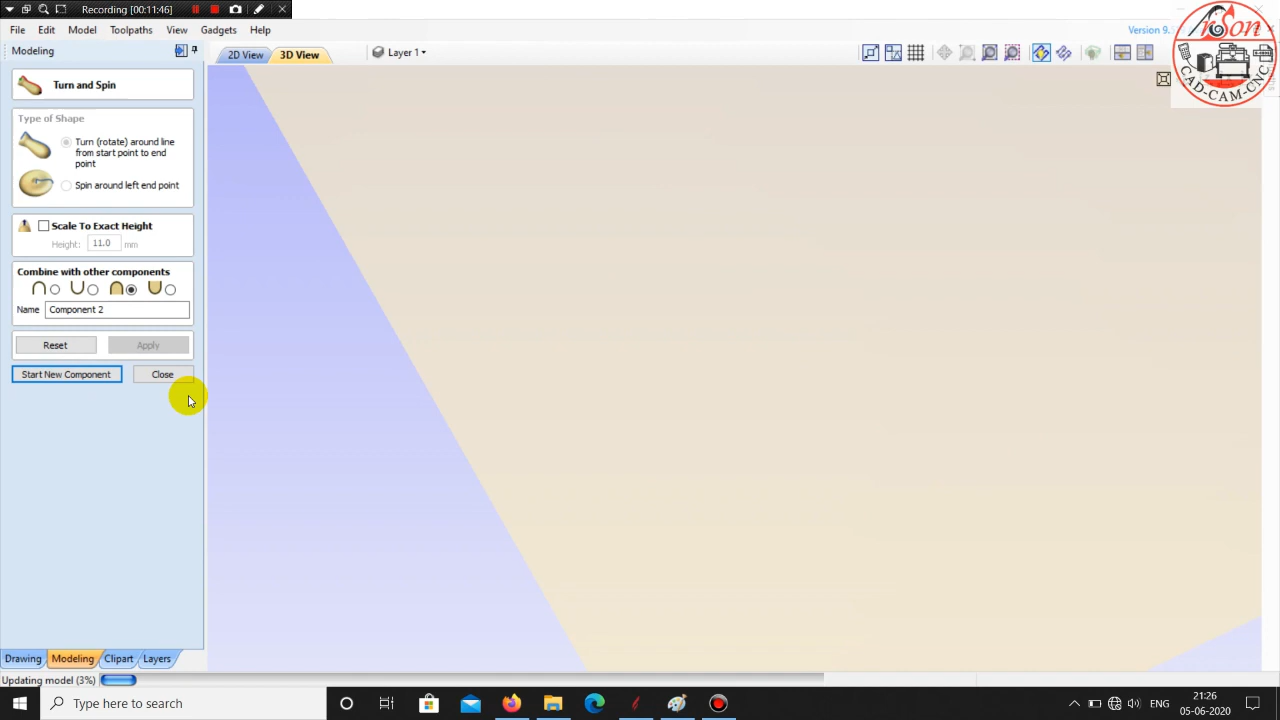 Recording [00:11:46]
File Edit Model Toolpaths View Gadgets Help
Version 9.
Modeling
2D View
3D View
Layer 1
Turn and Spin
Type of Shape
Turn (rotate) around line
from start point to end
point
Spin around left end point
Scale To Exact Height
Height: 11.0 mm
Combine with other components
Name Component 2
Reset Apply
Start New Component Close
Drawing Modeling Clipart Layers
Updating model (3%)
Type here to search
ENG
21:26
05-06-2020
CAD-CAM-CNC